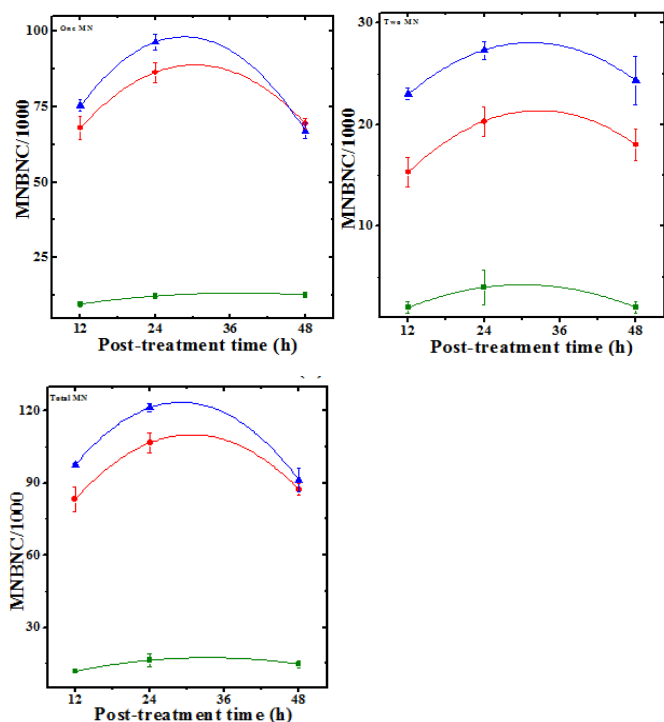 One MN
100
75
50
25
MNBNC/1000
12 24 36 48
Post-treatment time (h)
Two MN
30
20
10
MNBNC/1000
12 24 36 48
Post-treatment time (h)
Total MN
120
90
60
30
MNBNC/1000
12 24 36 48
Post-treatment time (h)